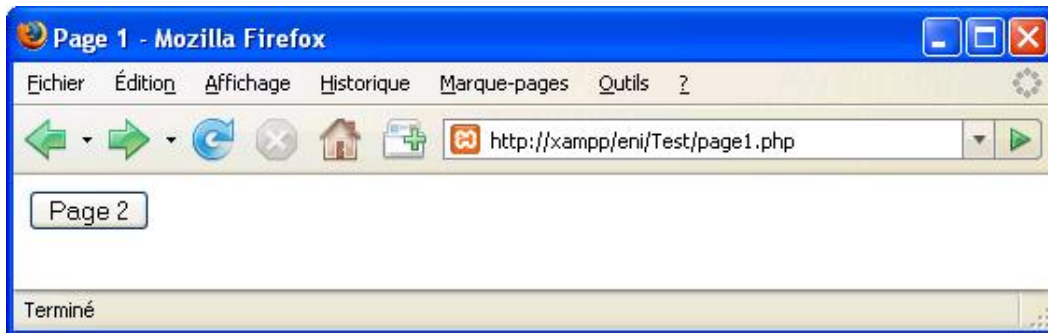 Page 1 - Mozilla Firefox
Fichier Édition Affichage Historique Marque-pages Outils ?
http://xampp/eni/Test/page1.php
Page 2
Terminé